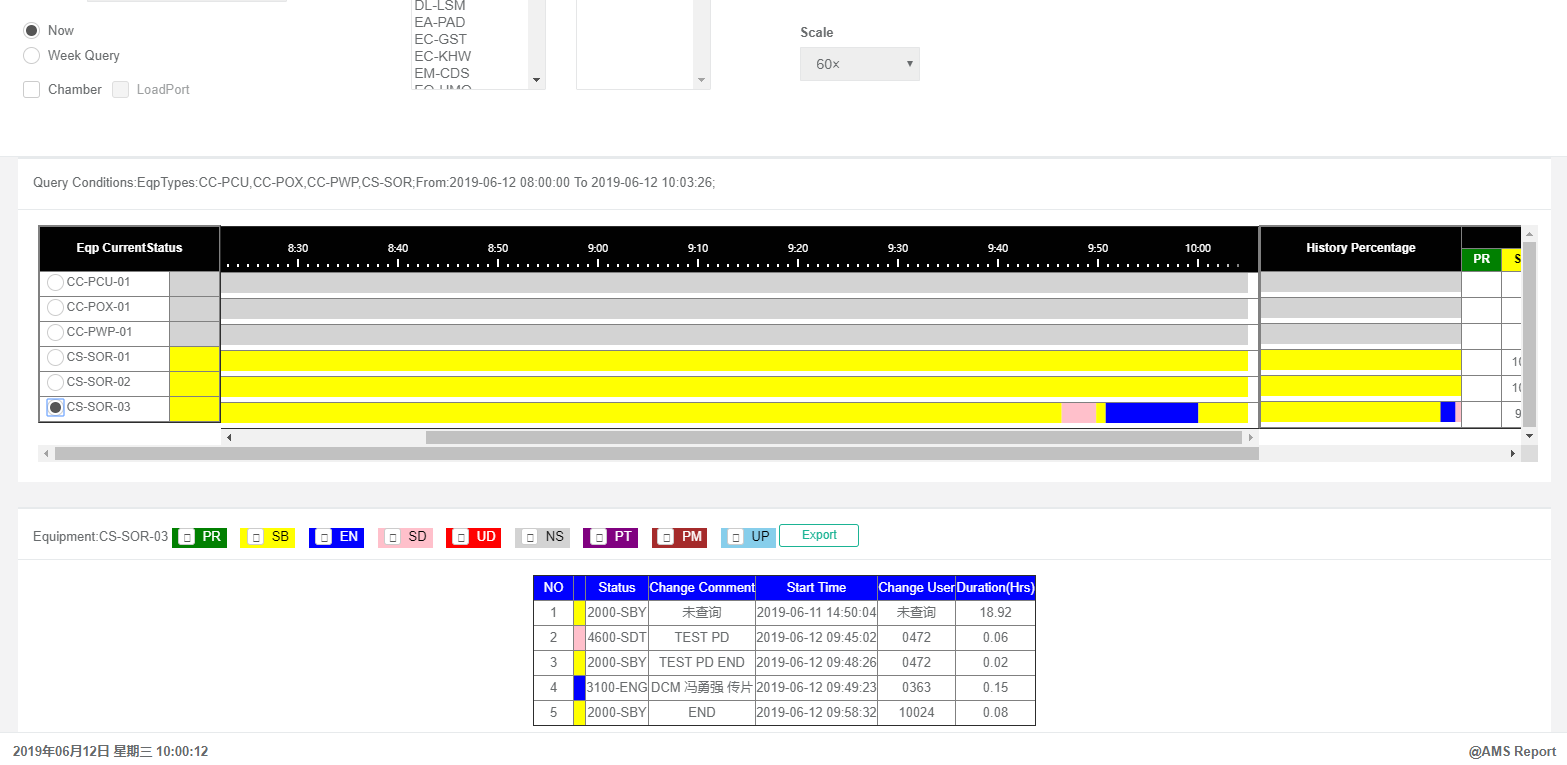 DL-LSM
EA-PAD
EC-GST
EC-KHW
EM-CDS
Now
Week Query
Chamber
LoadPort
Scale
60×
Query Conditions:EqpTypes:CC-PCU,CC-POX,CC-PWP,CS-SOR;From:2019-06-12 08:00:00 To 2019-06-12 10:03:26;
Eqp CurrentStatus 8:30 8:40 8:50 9:00 9:10 9:20 9:30 9:40 9:50 10:00 History Percentage
PR S
CC-PCU-01
CC-POX-01
CC-PWP-01
CS-SOR-01 10
CS-SOR-02 10
CS-SOR-03 9
Equipment:CS-SOR-03 PR SB EN SD UD NS PT PM UP Export
NO Status Change Comment Start Time Change User Duration(Hrs)
1 2000-SBY 未查询 2019-06-11 14:50:04 未查询 18.92
2 4600-SDT TEST PD 2019-06-12 09:45:02 0472 0.06
3 2000-SBY TEST PD END 2019-06-12 09:48:26 0472 0.02
4 3100-ENG DCM 冯勇强 传片 2019-06-12 09:49:23 0363 0.15
5 2000-SBY END 2019-06-12 09:58:32 10024 0.08
2019年06月12日 星期三 10:00:12 @AMS Report